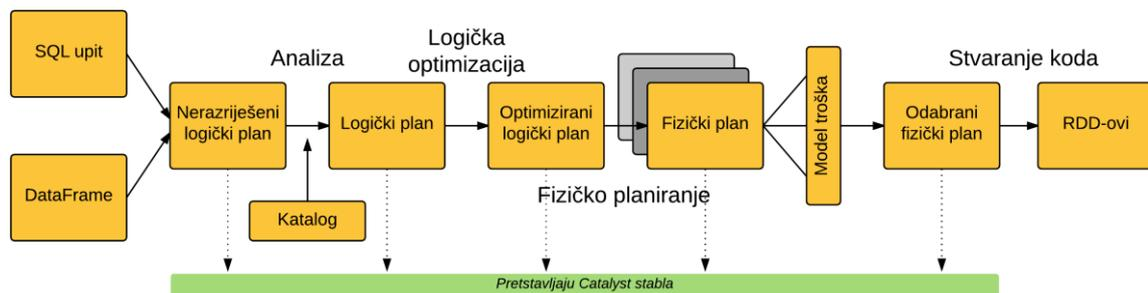 SQL upit
DataFrame
Analiza
Logička
optimizacija
Stvaranje koda
Nerazriješeni
logički plan
Logički plan
Optimizirani
logički plan
Fizički plan
Model troška
Odabrani
fizički plan
RDD-ovi
Katalog
Fizičko planiranje
Pretstavljaju Catalyst stabla